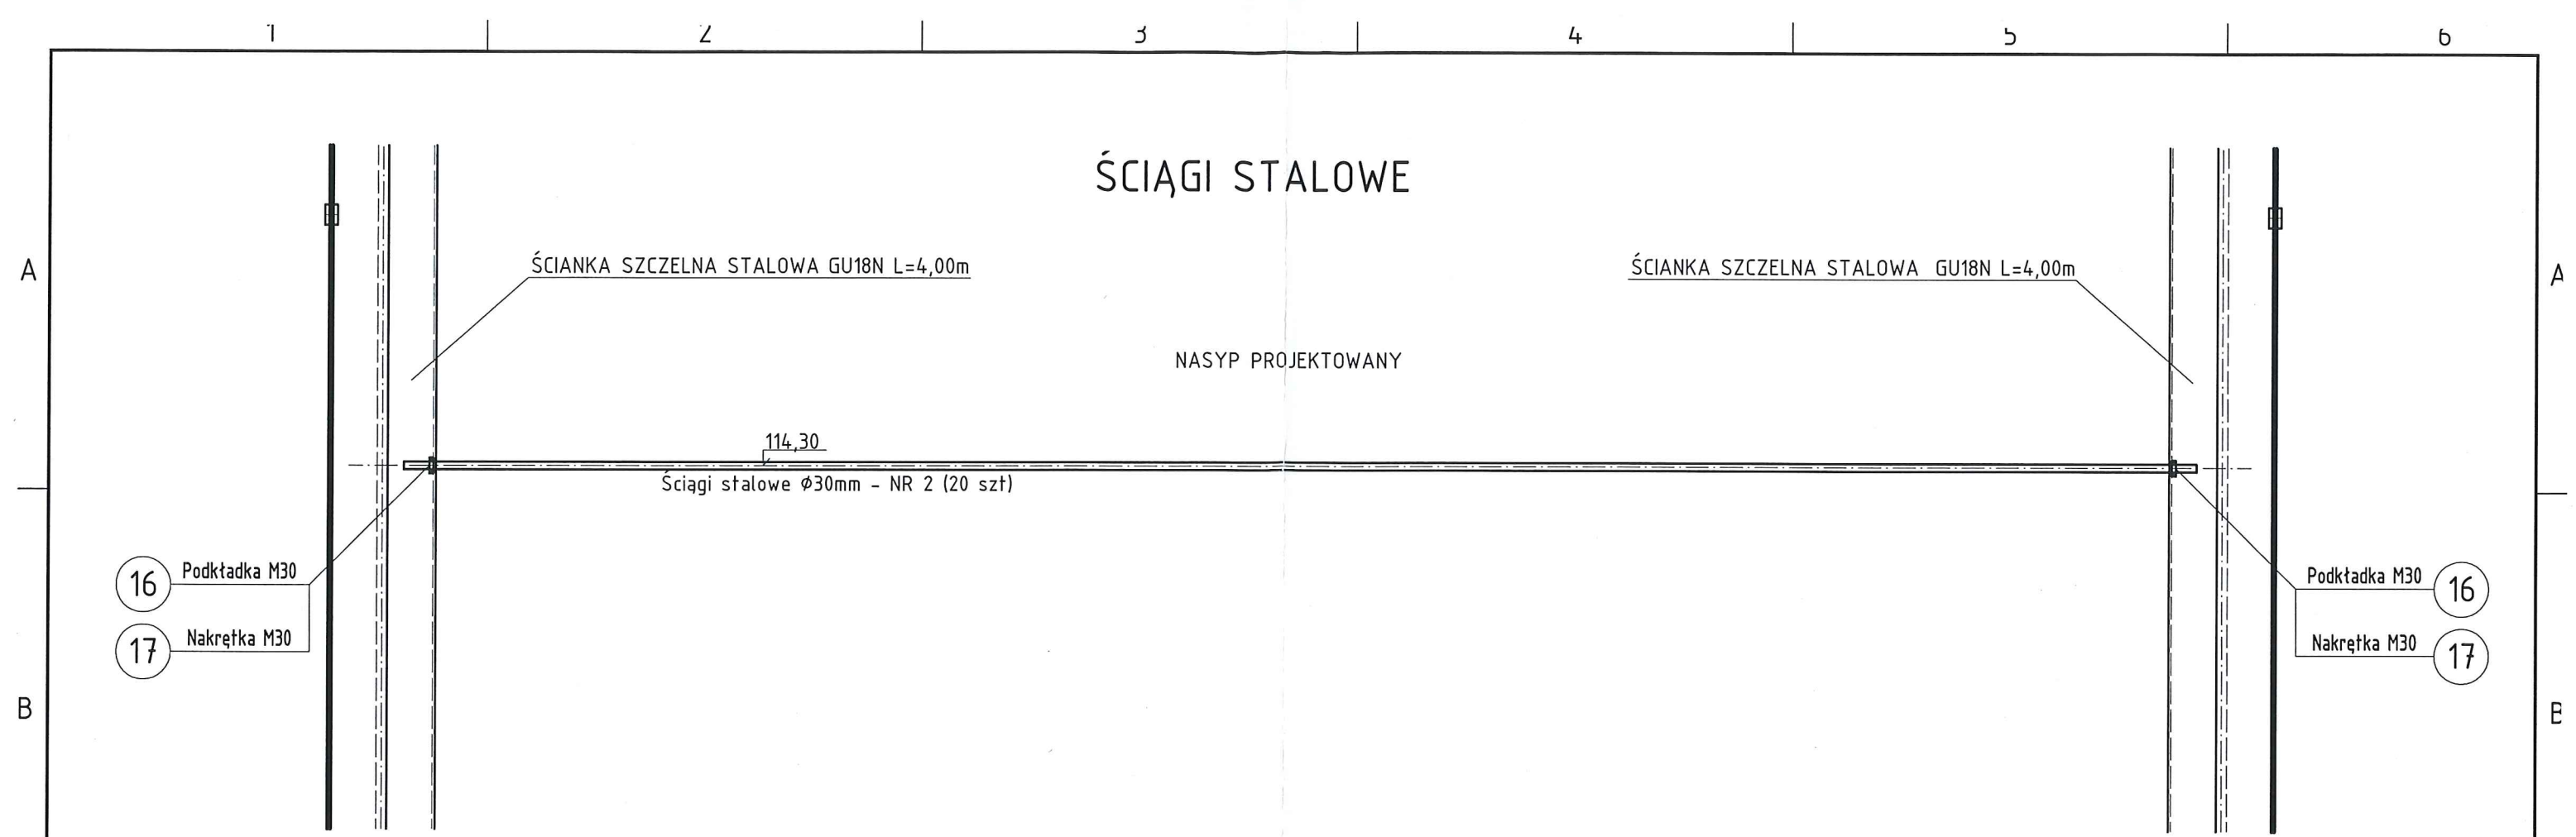 1 2 3 4 5 6
ŚCIĄGI STALOWE
A
ŚCIANKA SZCZELNA STALOWA GU18N L=4,00m
ŚCIANKA SZCZELNA STALOWA GU18N L=4,00m
A
NASYP PROJEKTOWANY
114,30
Ściągi stalowe Ø30mm - NR 2 (20 szt)
16 Podkładka M30
17 Nakrętka M30
Podkładka M30 16
Nakrętka M30 17
B
B